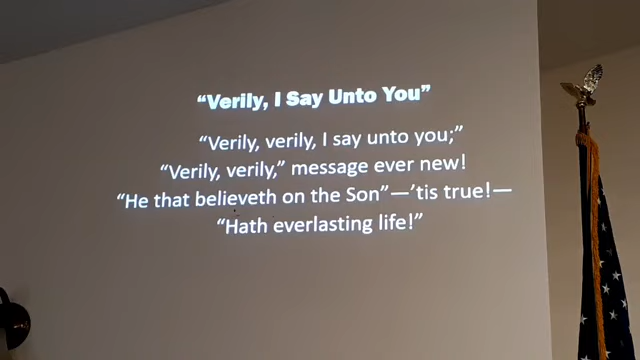 “Verily, I Say Unto You”
“Verily, verily, I say unto you;”
“Verily, verily,” message ever new!
“He that believeth on the Son”—’tis true!—
“Hath everlasting life!”